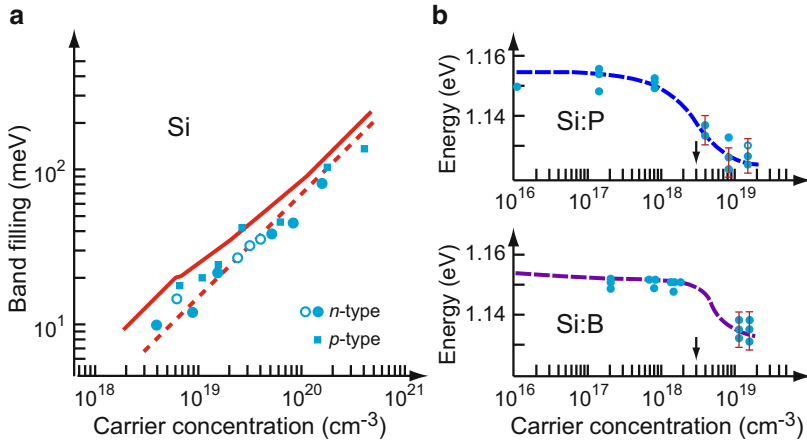 a
Band filling (meV)
10²
10¹
Si
n-type
p-type
10¹⁸ 10¹⁹ 10²⁰ 10²¹
Carrier concentration (cm⁻³)
b
Energy (eV)
1.16
1.14
Si:P
10¹⁶ 10¹⁷ 10¹⁸ 10¹⁹
Energy (eV)
1.16
1.14
Si:B
10¹⁶ 10¹⁷ 10¹⁸ 10¹⁹
Carrier concentration (cm⁻³)